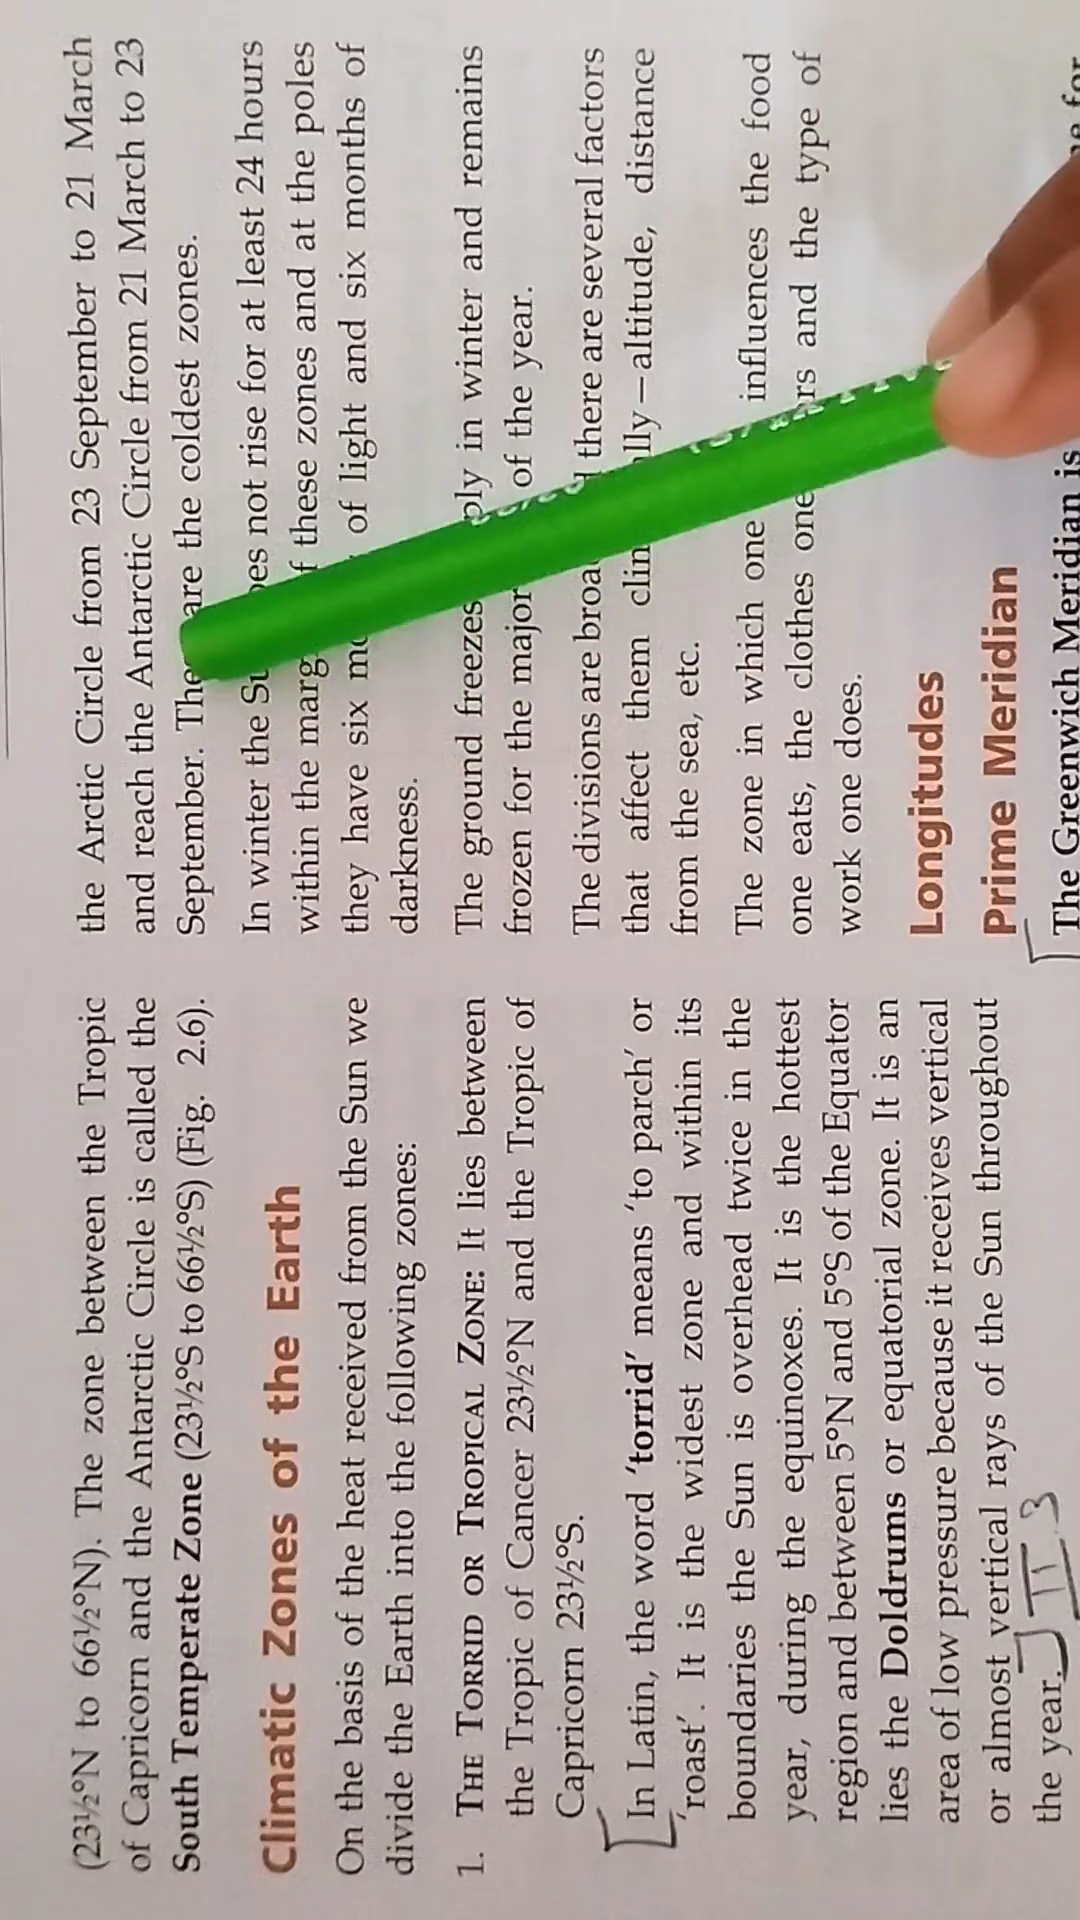 (23½°N to 66½°N). The zone between the Tropic
of Capricorn and the Antarctic Circle is called the
South Temperate Zone (23½°S to 66½°S) (Fig. 2.6).
Climatic Zones of the Earth
On the basis of the heat received from the Sun we
divide the Earth into the following zones:
1. THE TORRID OR TROPICAL ZONE: It lies between
the Tropic of Cancer 23½°N and the Tropic of
Capricorn 23½°S.
In Latin, the word 'torrid' means 'to parch' or
'roast'. It is the widest zone and within its
boundaries the Sun is overhead twice in the
year, during the equinoxes. It is the hottest
region and between 5°N and 5°S of the Equator
lies the Doldrums or equatorial zone. It is an
area of low pressure because it receives vertical
or almost vertical rays of the Sun throughout
the year.
the Arctic Circle from 23 September to 21 March
and reach the Antarctic Circle from 21 March to 23
September. are the coldest zones.
In winter the not rise for at least 24 hours
within the these zones and at the poles
they have six of light and six months of
darkness.
The ground freezes in winter and remains
frozen for the major of the year.
The divisions are there are several factors
that affect them altitude, distance
from the sea, etc.
The zone in which one influences the food
one eats, the clothes one and the type of
work one does.
Longitudes
Prime Meridian
The Greenwich Meridian is